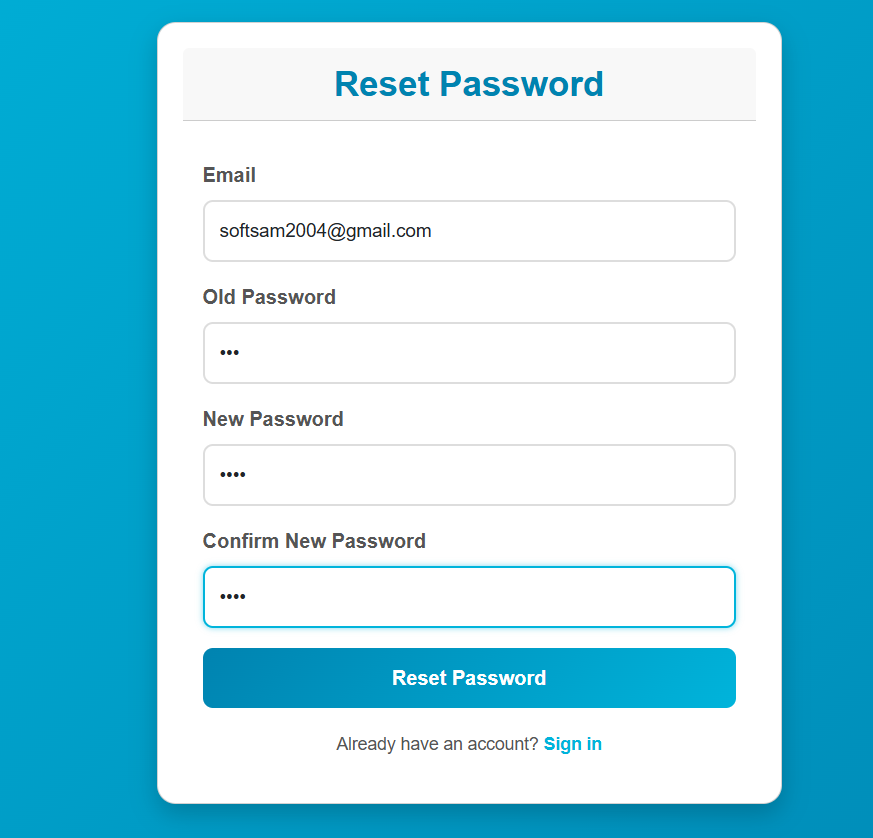 Reset Password
Email
softsam2004@gmail.com
Old Password
•••
New Password
••••
Confirm New Password
••••
Reset Password
Already have an account? Sign in